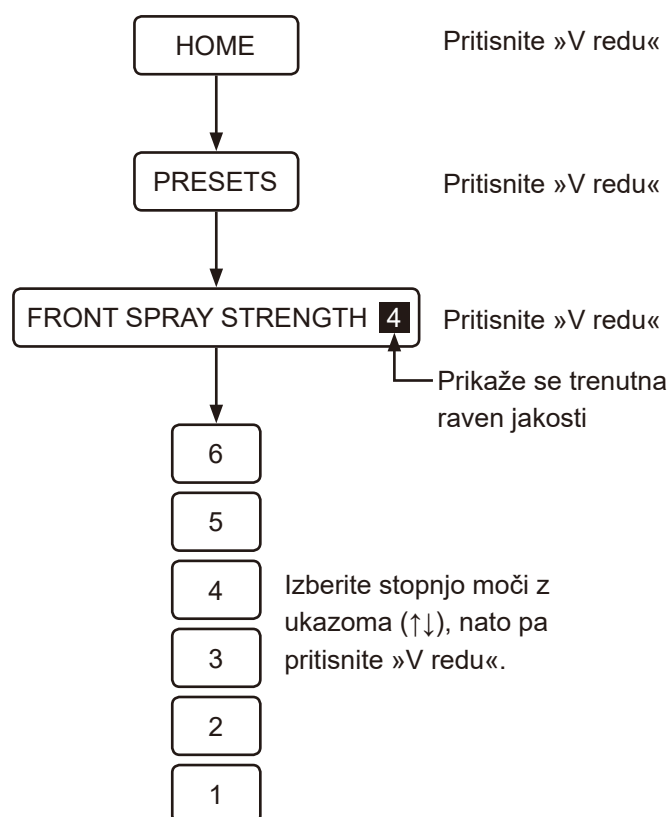 HOME
Pritisnite »V redu«
PRESETS
Pritisnite »V redu«
FRONT SPRAY STRENGTH 4
Pritisnite »V redu«
Prikaže se trenutna
raven jakosti
6
5
4
Izberite stopnjo moči z
ukazoma (↑↓), nato pa
pritisnite »V redu«.
3
2
1